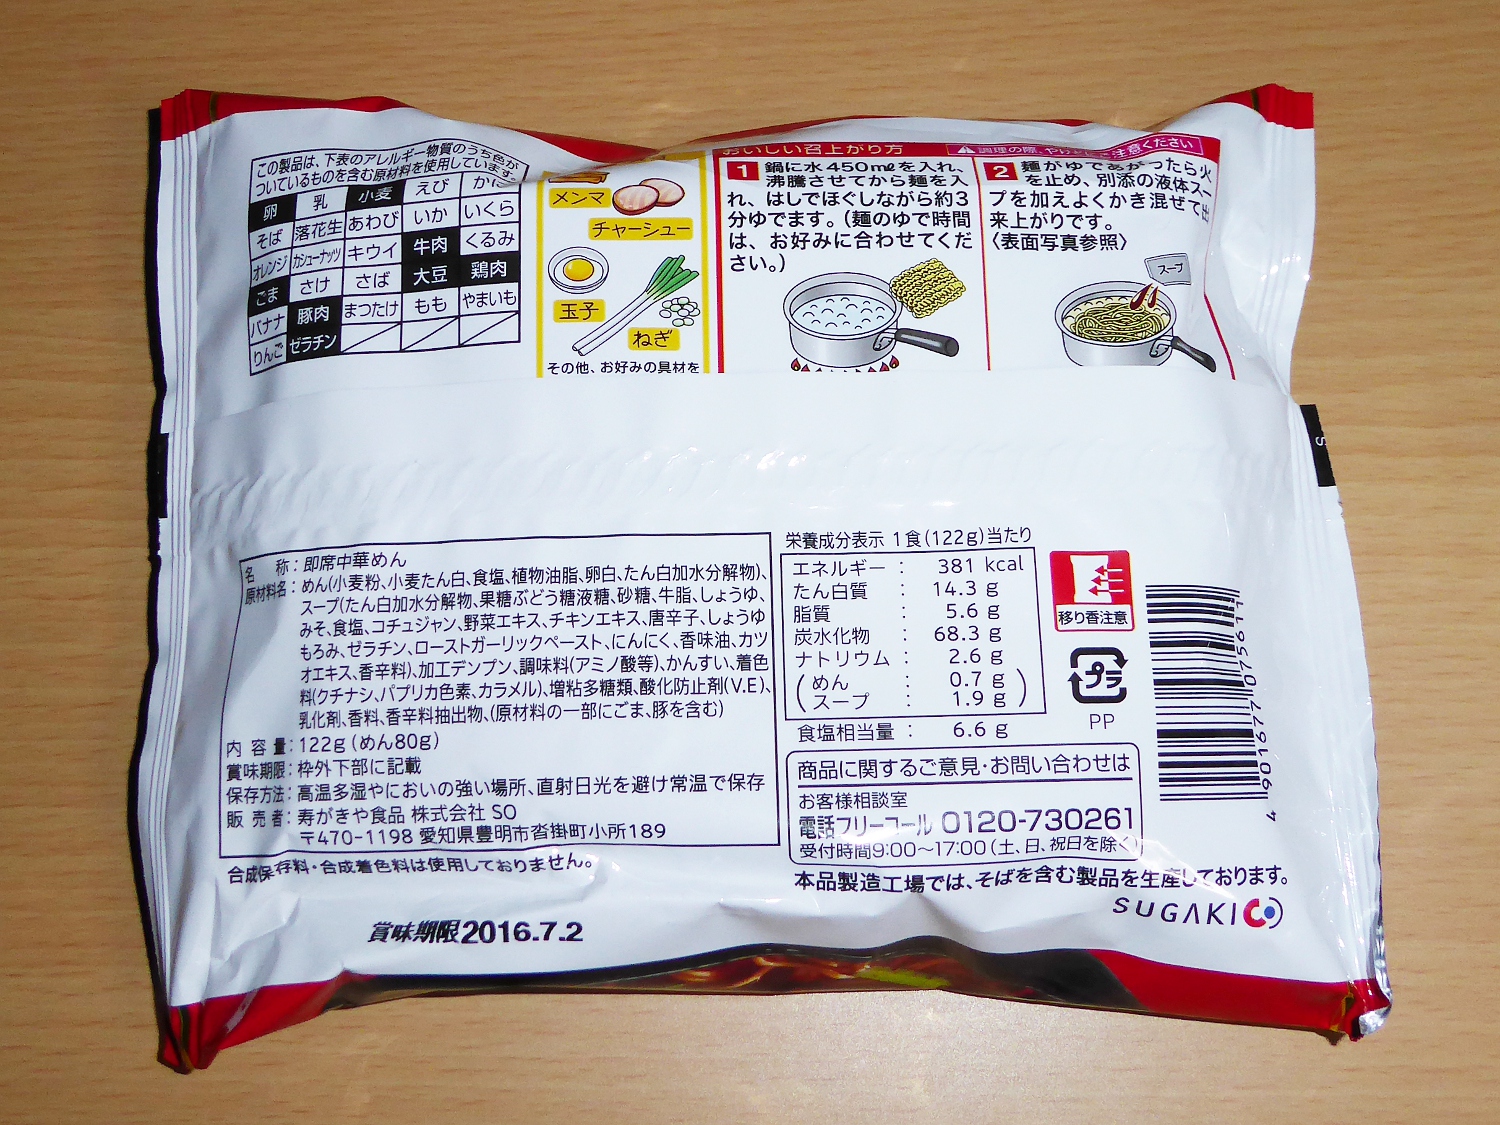 この製品は、下表のアレルギー物質のうち色が
ついているものを含む原材料を使用しています。
卵 乳 小麦 えび かに
そば 落花生 あわび いか いくら
オレンジ カシューナッツ キウイ 牛肉 くるみ
ごま さけ さば 大豆 鶏肉
バナナ 豚肉 まつたけ もも やまいも
りんご ゼラチン
メンマ
チャーシュー
玉子
ねぎ
その他、お好みの具材を
おいしい召上がり方
調理の際、やけどにご注意ください
1 鍋に水450mlを入れ、
沸騰させてから麺を入
れ、はしでほぐしながら約3
分ゆでます。(麺のゆで時間
は、お好みに合わせてくだ
さい。)
2 麺がゆであがったら火
を止め、別添の液体スー
プを加えよくかき混ぜて出
来上がりです。
〈表面写真参照〉
スープ
名 称:即席中華めん
原材料名:めん(小麦粉、小麦たん白、食塩、植物油脂、卵白、たん白加水分解物)、
スープ(たん白加水分解物、果糖ぶどう糖液糖、砂糖、牛脂、しょうゆ、
みそ、食塩、コチュジャン、野菜エキス、チキンエキス、唐辛子、しょうゆ
もろみ、ゼラチン、ローストガーリックペースト、にんにく、香味油、カツ
オエキス、香辛料)、加工デンプン、調味料(アミノ酸等)、かんすい、着色
料(クチナシ、パプリカ色素、カラメル)、増粘多糖類、酸化防止剤(V.E)、
乳化剤、香料、香辛料抽出物、(原材料の一部にごま、豚を含む)
内 容 量:122g(めん80g)
賞味期限:枠外下部に記載
保存方法:高温多湿やにおいの強い場所、直射日光を避け常温で保存
販 売 者:寿がきや食品 株式会社 SO
〒470-1198 愛知県豊明市沓掛町小所189
合成保存料・合成着色料は使用しておりません。
賞味期限2016.7.2
栄養成分表示 1食(122g)当たり
エネルギー : 381 kcal
たん白質 : 14.3 g
脂質 : 5.6 g
炭水化物 : 68.3 g
ナトリウム : 2.6 g
(めん : 0.7 g
スープ : 1.9 g)
食塩相当量 : 6.6 g
移り香注意
プラ
PP
商品に関するご意見・お問い合わせは
お客様相談室
電話フリーコール 0120-730261
受付時間9:00～17:00(土、日、祝日を除く)
本品製造工場では、そばを含む製品を生産しております。
SUGAKICO
4 901677 075611